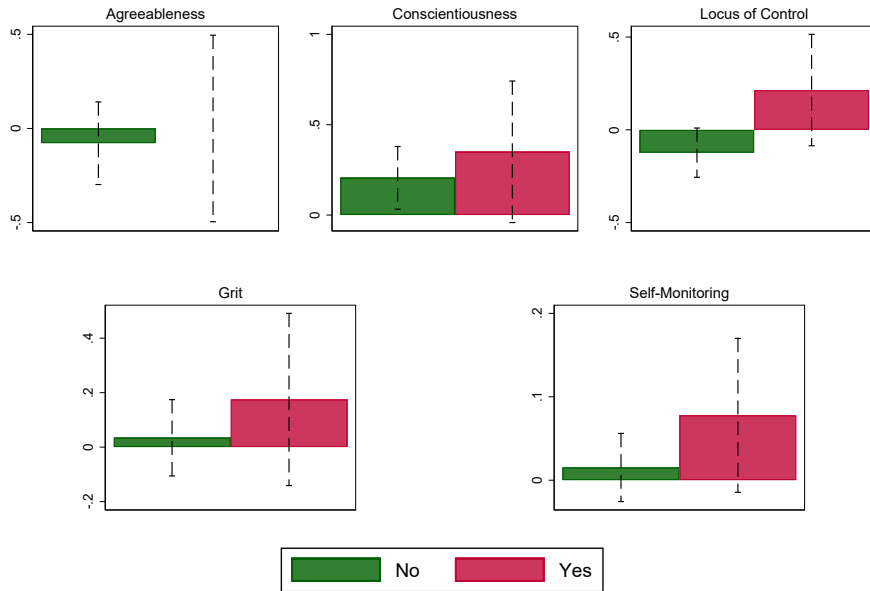 Agreeableness
.5
0
-.5
Conscientiousness
1
.5
0
Locus of Control
.5
0
-.5
Grit
.4
.2
0
-.2
Self-Monitoring
.2
.1
0
No Yes